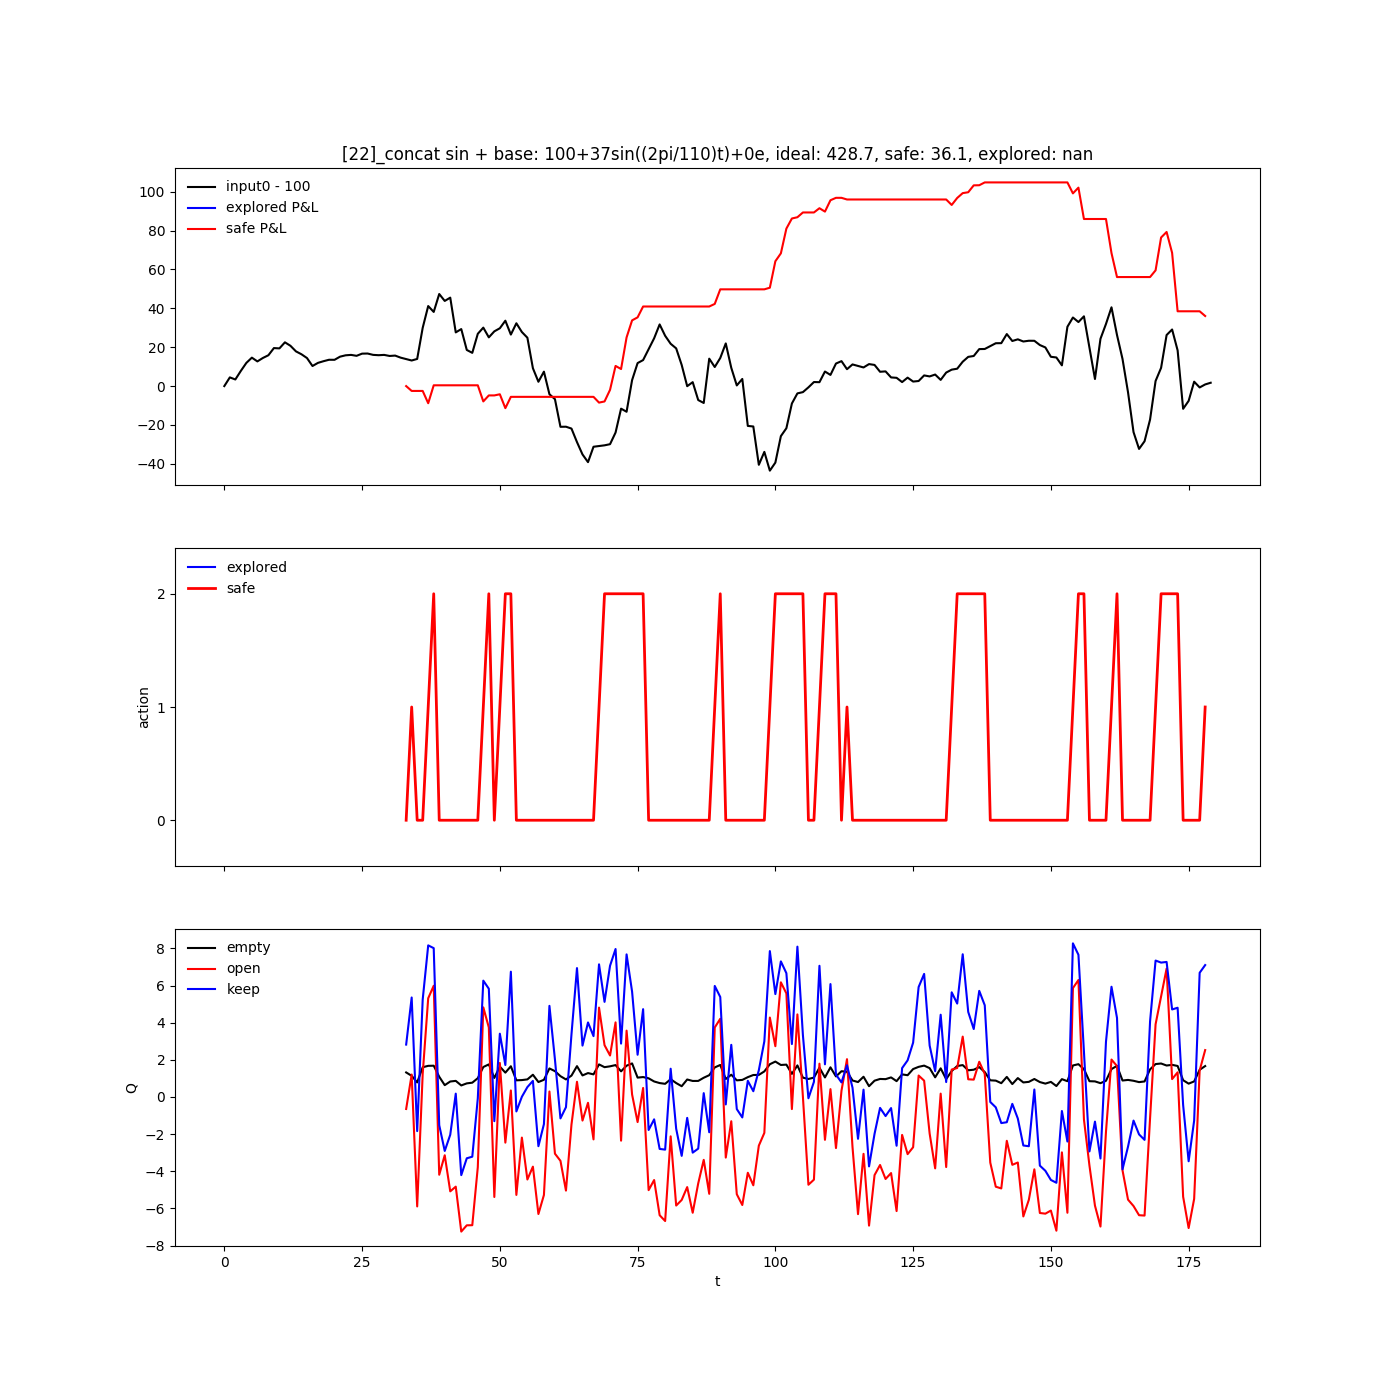 [22]_concat sin + base: 100+37sin((2pi/110)t)+0e, ideal: 428.7, safe: 36.1, explored: nan
input0 - 100
explored P&L
safe P&L
100
80
60
40
20
0
−20
−40
explored
safe
action
2
1
0
empty
open
keep
Q
8
6
4
2
0
−2
−4
−6
−8
0 25 50 75 100 125 150 175
t